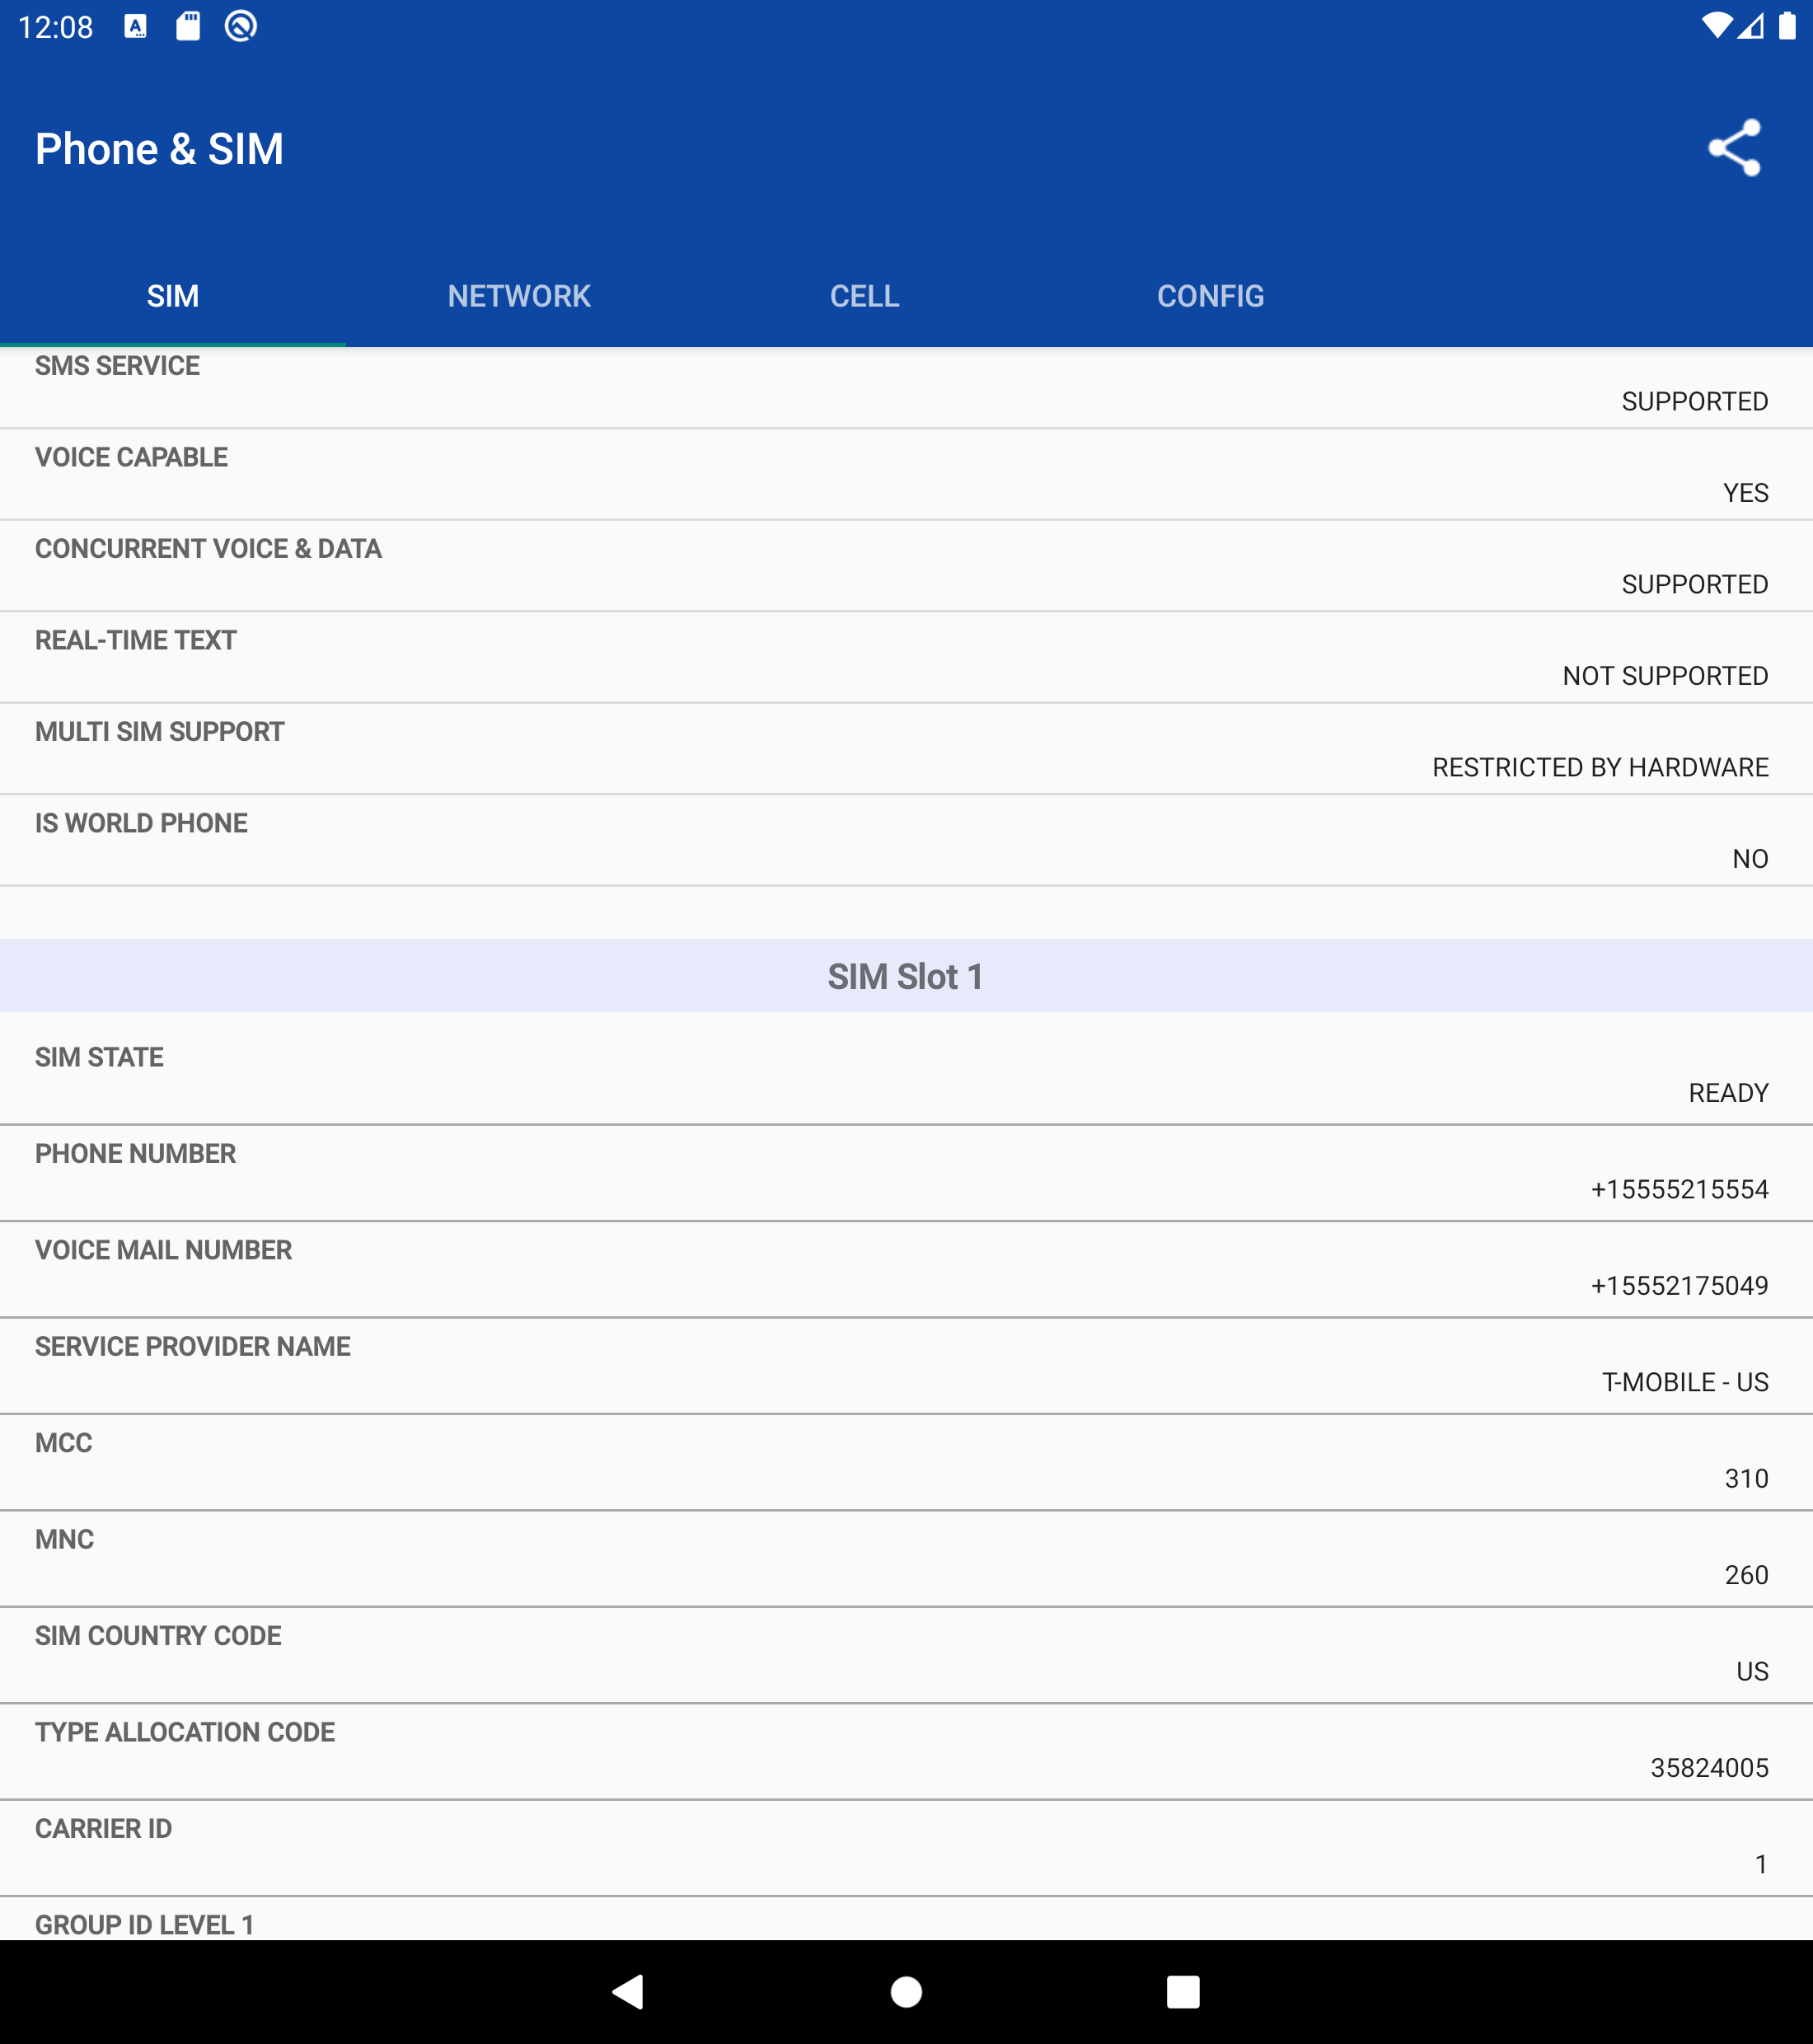 12:08
Phone & SIM
SIM NETWORK CELL CONFIG
SMS SERVICE
SUPPORTED
VOICE CAPABLE
YES
CONCURRENT VOICE & DATA
SUPPORTED
REAL-TIME TEXT
NOT SUPPORTED
MULTI SIM SUPPORT
RESTRICTED BY HARDWARE
IS WORLD PHONE
NO
SIM Slot 1
SIM STATE
READY
PHONE NUMBER
+15555215554
VOICE MAIL NUMBER
+15552175049
SERVICE PROVIDER NAME
T-MOBILE - US
MCC
310
MNC
260
SIM COUNTRY CODE
US
TYPE ALLOCATION CODE
35824005
CARRIER ID
1
GROUP ID LEVEL 1